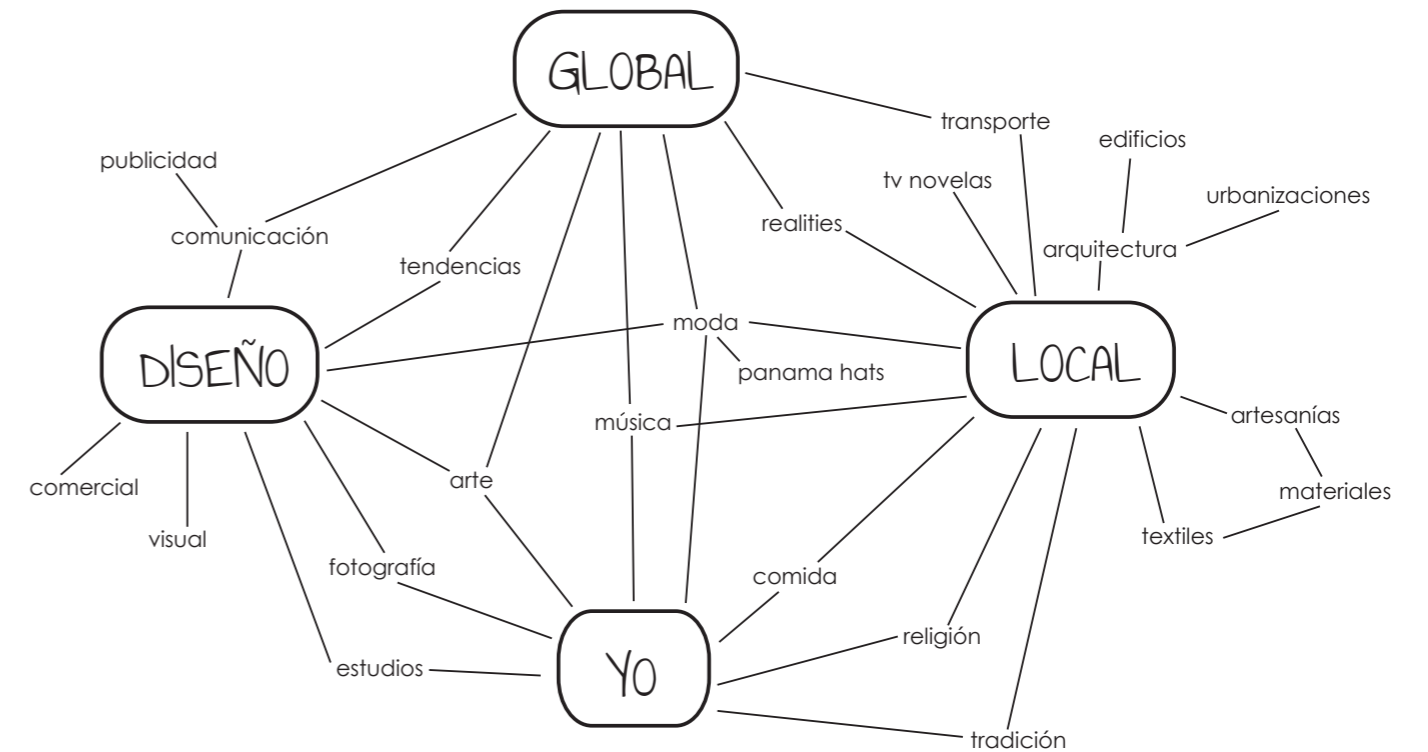 GLOBAL
transporte
edificios
publicidad
tv novelas
urbanizaciones
realities
comunicación
arquitectura
tendencias
moda
DISEÑO
LOCAL
panama hats
artesanías
música
arte
comercial
materiales
visual
textiles
fotografía
comida
religión
estudios
YO
tradición